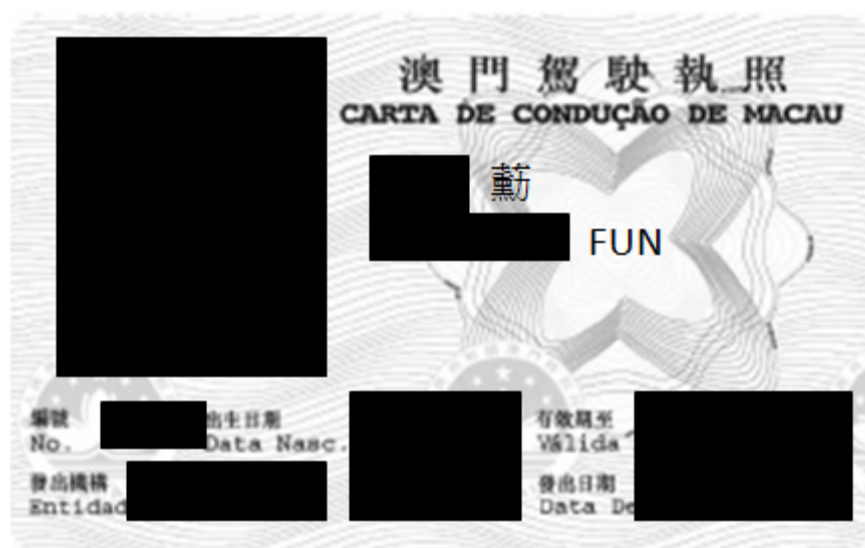 澳門駕駛執照
CARTA DE CONDUÇÃO DE MACAU
FUN
編號 出生日期 有效期至
No. Data Nasc. Válida
發出機構 發出日期
Entidad Data De